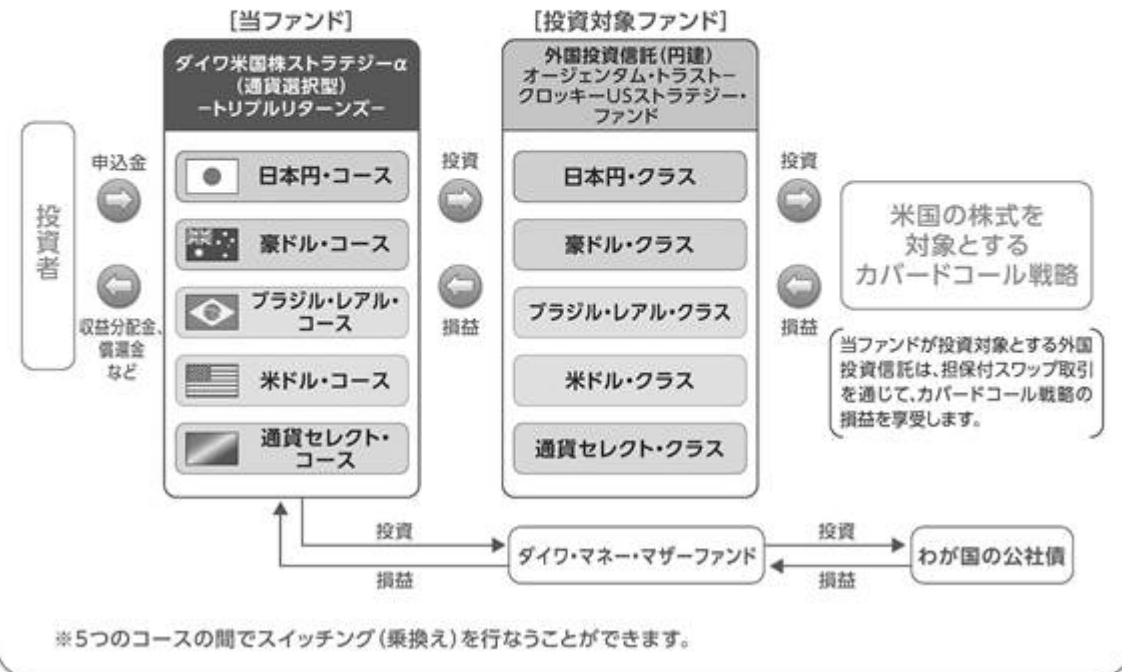 [当ファンド]
ダイワ米国株ストラテジーα
(通貨選択型)
－トリプルリターンズ－
[投資対象ファンド]
外国投資信託(円建)
オージェンタム・トラスト－
クロッキーUSストラテジー・
ファンド
投資者
申込金
収益分配金、
償還金
など
日本円・コース
豪ドル・コース
ブラジル・レアル・
コース
米ドル・コース
通貨セレクト・
コース
投資
損益
日本円・クラス
豪ドル・クラス
ブラジル・レアル・クラス
米ドル・クラス
通貨セレクト・クラス
投資
損益
米国の株式を
対象とする
カバードコール戦略
当ファンドが投資対象とする外国
投資信託は、担保付スワップ取引
を通じて、カバードコール戦略の
損益を享受します。
投資
損益
ダイワ・マネー・マザーファンド
投資
損益
わが国の公社債
※5つのコースの間でスイッチング(乗換え)を行なうことができます。